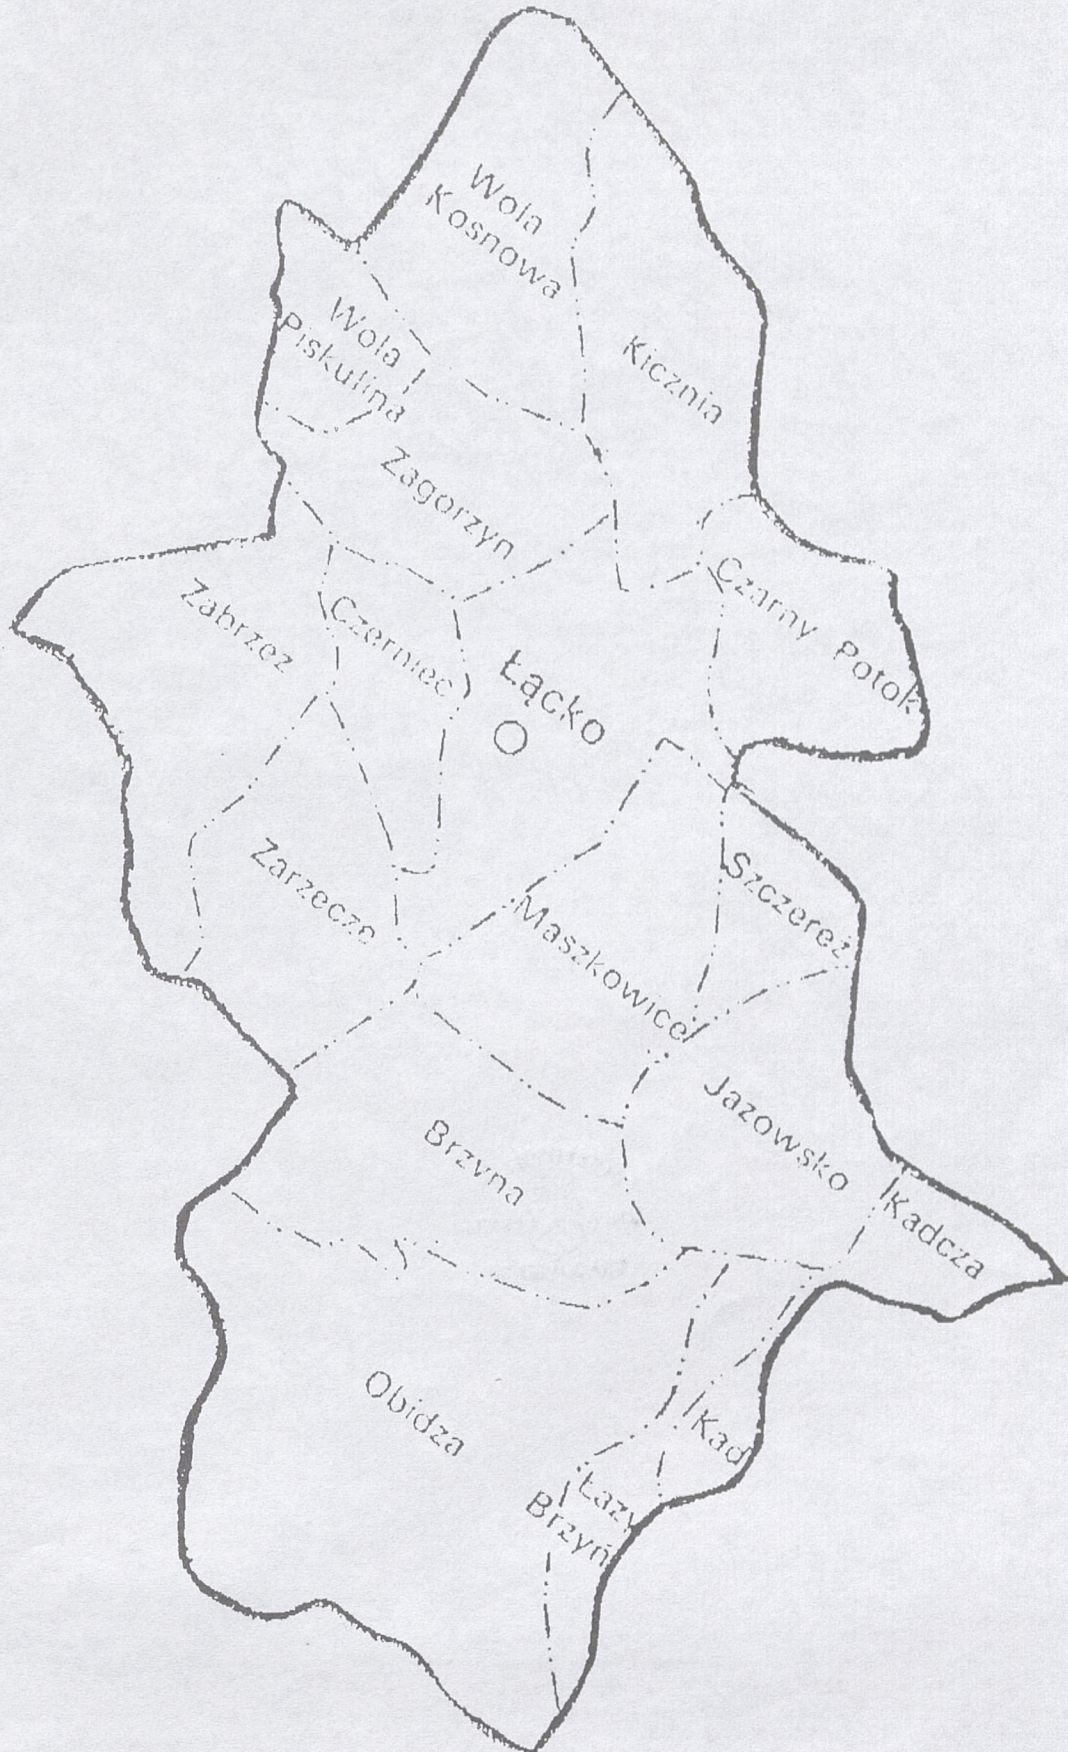 Wola
Kosnowa
Wola
Piskulina
Kicznia
Zagorzyn
Czarny Potok
Zabrzez
Czerniec
Łącko
Szczereż
Zarzecze
Maszkowice
Jazowsko
Brzyna
Kadcza
Obidza
Kad
Łazy
Brzyń